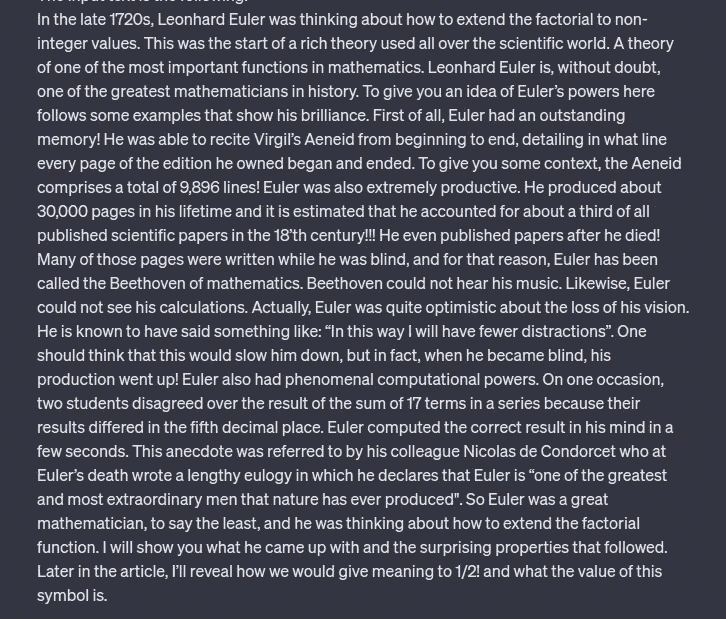 The input text is the following:
In the late 1720s, Leonhard Euler was thinking about how to extend the factorial to non-
integer values. This was the start of a rich theory used all over the scientific world. A theory
of one of the most important functions in mathematics. Leonhard Euler is, without doubt,
one of the greatest mathematicians in history. To give you an idea of Euler’s powers here
follows some examples that show his brilliance. First of all, Euler had an outstanding
memory! He was able to recite Virgil’s Aeneid from beginning to end, detailing in what line
every page of the edition he owned began and ended. To give you some context, the Aeneid
comprises a total of 9,896 lines! Euler was also extremely productive. He produced about
30,000 pages in his lifetime and it is estimated that he accounted for about a third of all
published scientific papers in the 18’th century!!! He even published papers after he died!
Many of those pages were written while he was blind, and for that reason, Euler has been
called the Beethoven of mathematics. Beethoven could not hear his music. Likewise, Euler
could not see his calculations. Actually, Euler was quite optimistic about the loss of his vision.
He is known to have said something like: “In this way I will have fewer distractions”. One
should think that this would slow him down, but in fact, when he became blind, his
production went up! Euler also had phenomenal computational powers. On one occasion,
two students disagreed over the result of the sum of 17 terms in a series because their
results differed in the fifth decimal place. Euler computed the correct result in his mind in a
few seconds. This anecdote was referred to by his colleague Nicolas de Condorcet who at
Euler’s death wrote a lengthy eulogy in which he declares that Euler is “one of the greatest
and most extraordinary men that nature has ever produced". So Euler was a great
mathematician, to say the least, and he was thinking about how to extend the factorial
function. I will show you what he came up with and the surprising properties that followed.
Later in the article, I’ll reveal how we would give meaning to 1/2! and what the value of this
symbol is.